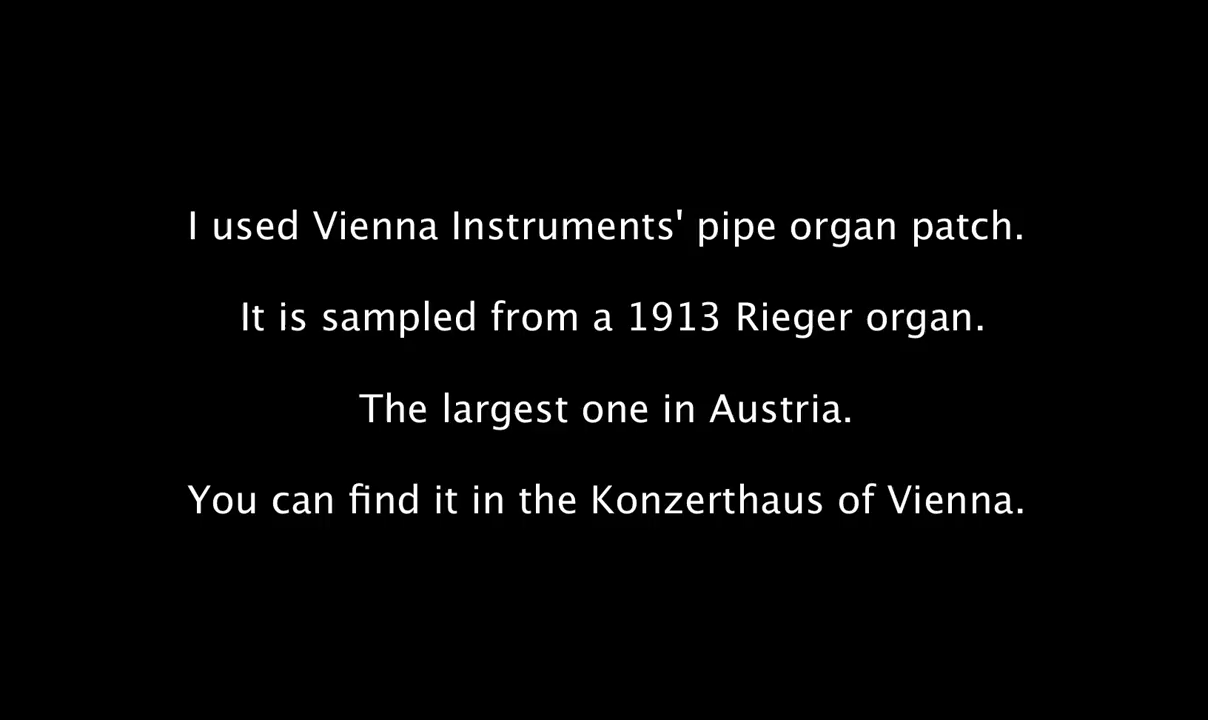 I used Vienna Instruments' pipe organ patch.
It is sampled from a 1913 Rieger organ.
The largest one in Austria.
You can find it in the Konzerthaus of Vienna.